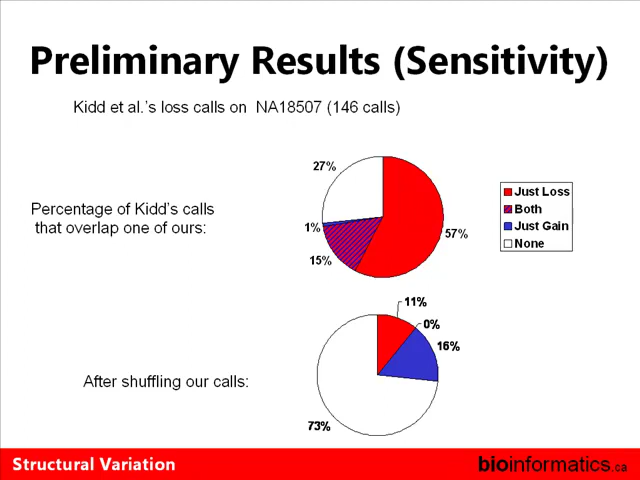 Preliminary Results (Sensitivity)
Kidd et al.'s loss calls on NA18507 (146 calls)
27%
Just Loss
Both
Just Gain
None
Percentage of Kidd's calls
that overlap one of ours:
1%
57%
15%
11%
0%
16%
After shuffling our calls:
73%
Structural Variation
bioinformatics.ca